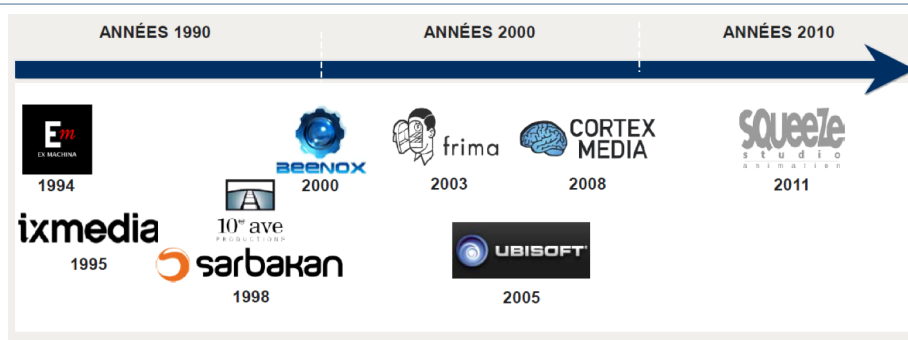 ANNÉES 1990
ANNÉES 2000
ANNÉES 2010
Em
EX MACHINA
1994
BEENOX
2000
frima
2003
CORTEX
MEDIA
2008
SQUEEZE
studio
animation
2011
ixmedia
1995
10e ave
PRODUCTIONS
sarbakan
1998
UBISOFT
2005